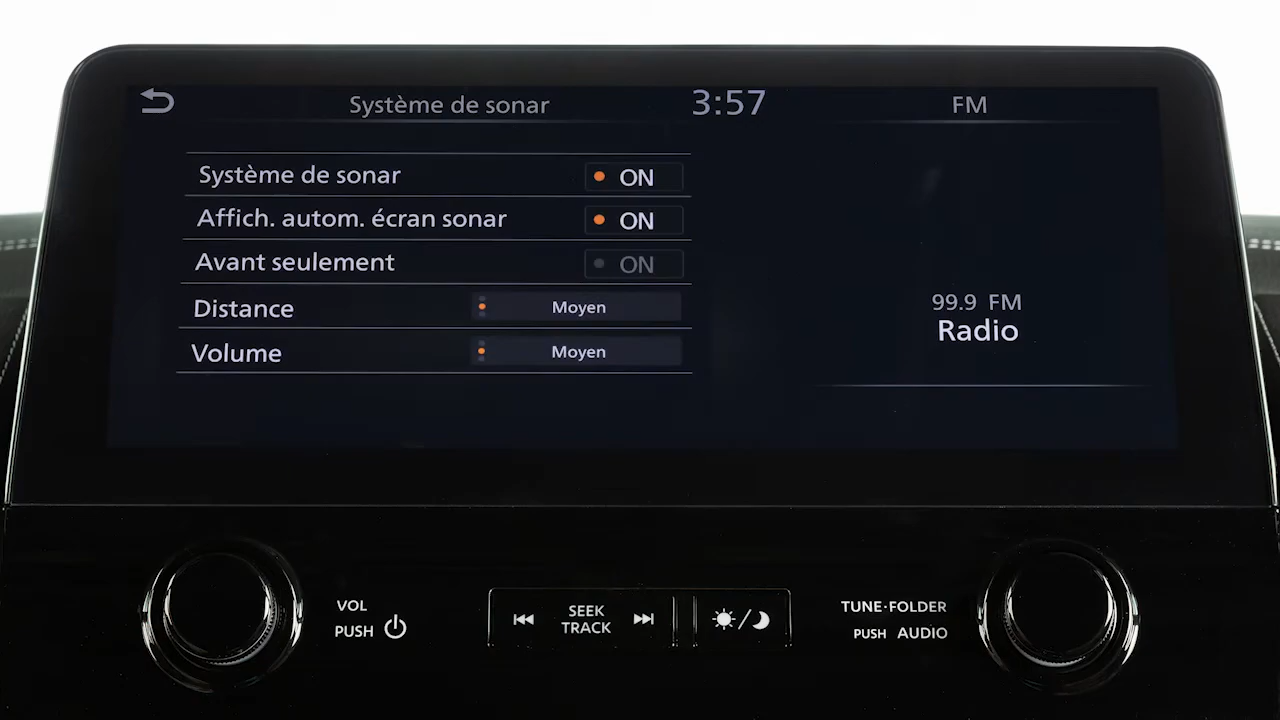 Système de sonar
3:57
FM
Système de sonar ON
Affich. autom. écran sonar ON
Avant seulement ON
Distance Moyen
Volume Moyen
99.9 FM
Radio
VOL
PUSH
SEEK
TRACK
TUNE·FOLDER
PUSH AUDIO